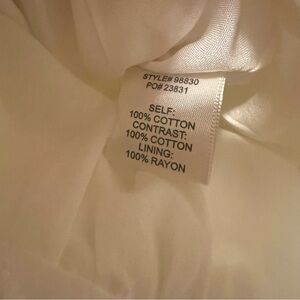 STYLE# 98830
PO# 23831
SELF:
100% COTTON
CONTRAST:
100% COTTON
LINING:
100% RAYON